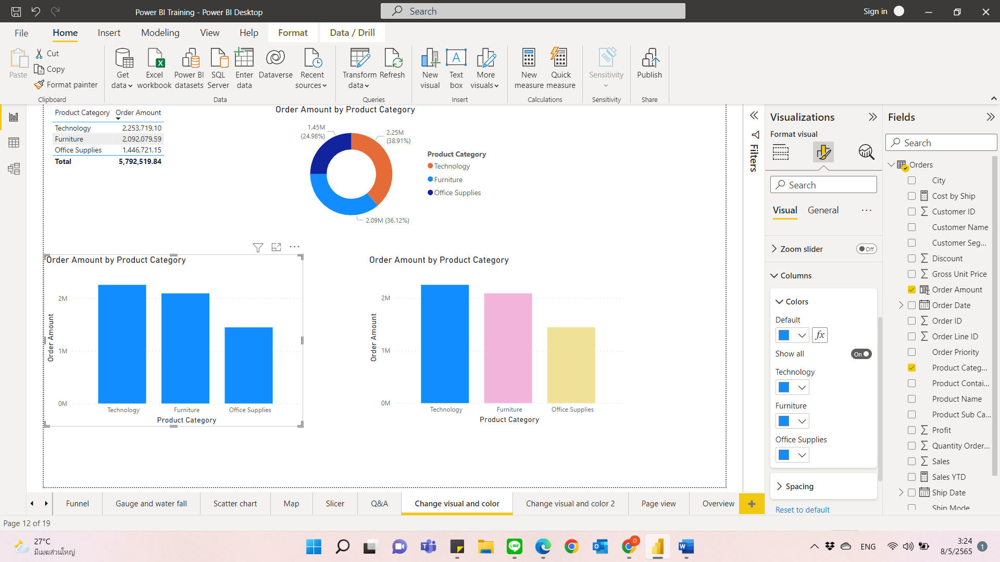 Power BI Training - Power BI Desktop
Search
Sign in
File
Home
Insert
Modeling
View
Help
Format
Data / Drill
Paste
Cut
Copy
Format painter
Clipboard
Get data
Excel workbook
Power BI datasets
SQL Server
Enter data
Dataverse
Recent sources
Data
Transform data
Refresh
Queries
New visual
Text box
More visuals
Insert
New measure
Quick measure
Calculations
Sensitivity
Sensitivity
Publish
Share
Product Category Order Amount
Technology 2,253,719.10
Furniture 2,092,079.59
Office Supplies 1,446,721.15
Total 5,792,519.84
Order Amount by Product Category
1.45M
(24.98%)
2.25M
(38.91%)
2.09M (36.12%)
Product Category
Technology
Furniture
Office Supplies
Order Amount by Product Category
Order Amount
2M
1M
0M
Technology
Furniture
Office Supplies
Product Category
Order Amount by Product Category
Order Amount
2M
1M
0M
Technology
Furniture
Office Supplies
Product Category
Filters
Visualizations
Format visual
Search
Visual
General
Zoom slider
Off
Columns
Colors
Default
fx
Show all
On
Technology
Furniture
Office Supplies
Spacing
Reset to default
Fields
Search
Orders
City
Cost by Ship
Customer ID
Customer Name
Customer Seg...
Discount
Gross Unit Price
Order Amount
Order Date
Order ID
Order Line ID
Order Priority
Product Categ...
Product Contai...
Product Name
Product Sub Ca...
Profit
Quantity Order...
Sales
Sales YTD
Ship Date
Ship Mode
Funnel
Gauge and water fall
Scatter chart
Map
Slicer
Q&A
Change visual and color
Change visual and color 2
Page view
Overview
Page 12 of 19
27°C
มีเมฆส่วนใหญ่
LINE
0
ENG
3:24
8/5/2565
1